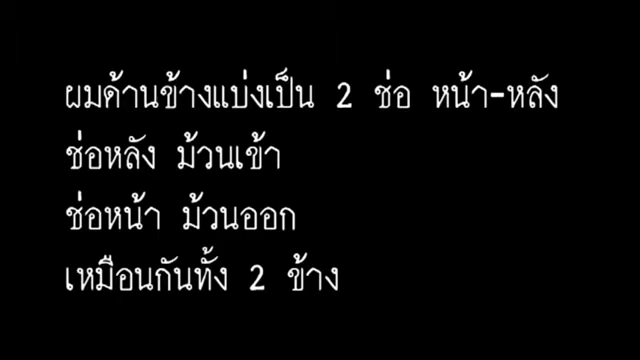 ผมด้านข้างแบ่งเป็น 2 ช่อ หน้า-หลัง
ช่อหลัง ม้วนเข้า
ช่อหน้า ม้วนออก
เหมือนกันทั้ง 2 ข้าง